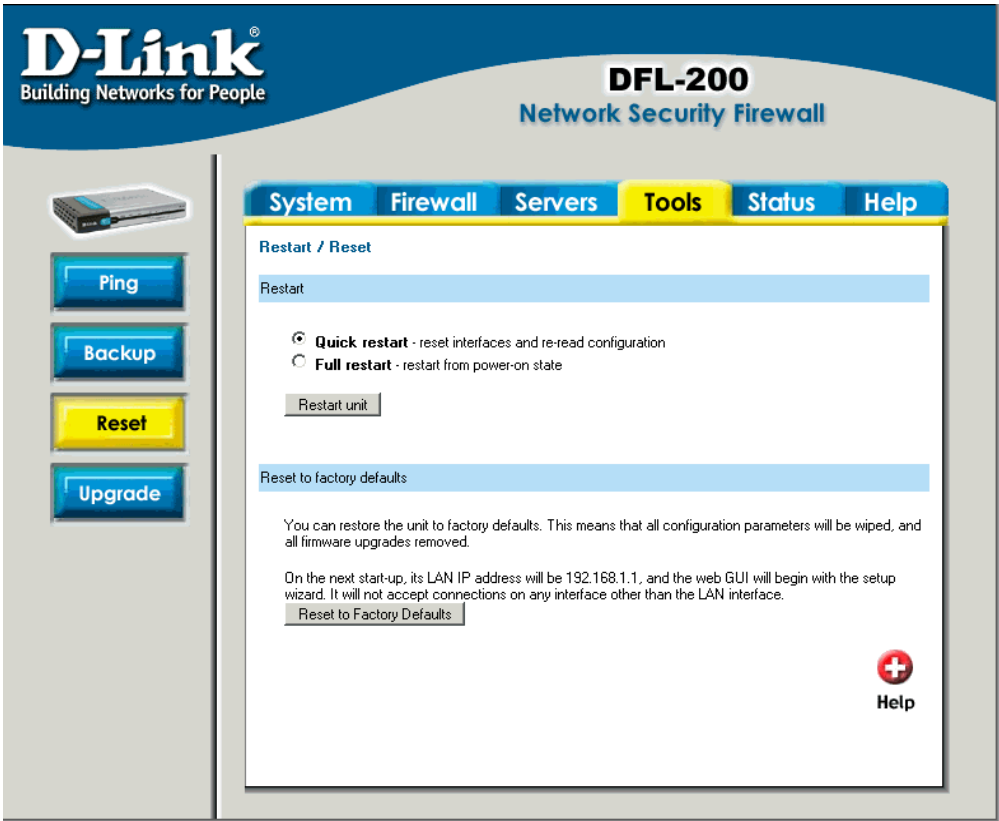 D-Link®
Building Networks for People
DFL-200
Network Security Firewall
System Firewall Servers Tools Status Help
Ping
Backup
Reset
Upgrade
Restart / Reset
Restart
Quick restart - reset interfaces and re-read configuration
Full restart - restart from power-on state
Restart unit
Reset to factory defaults
You can restore the unit to factory defaults. This means that all configuration parameters will be wiped, and
all firmware upgrades removed.
On the next start-up, its LAN IP address will be 192.168.1.1, and the web GUI will begin with the setup
wizard. It will not accept connections on any interface other than the LAN interface.
Reset to Factory Defaults
Help